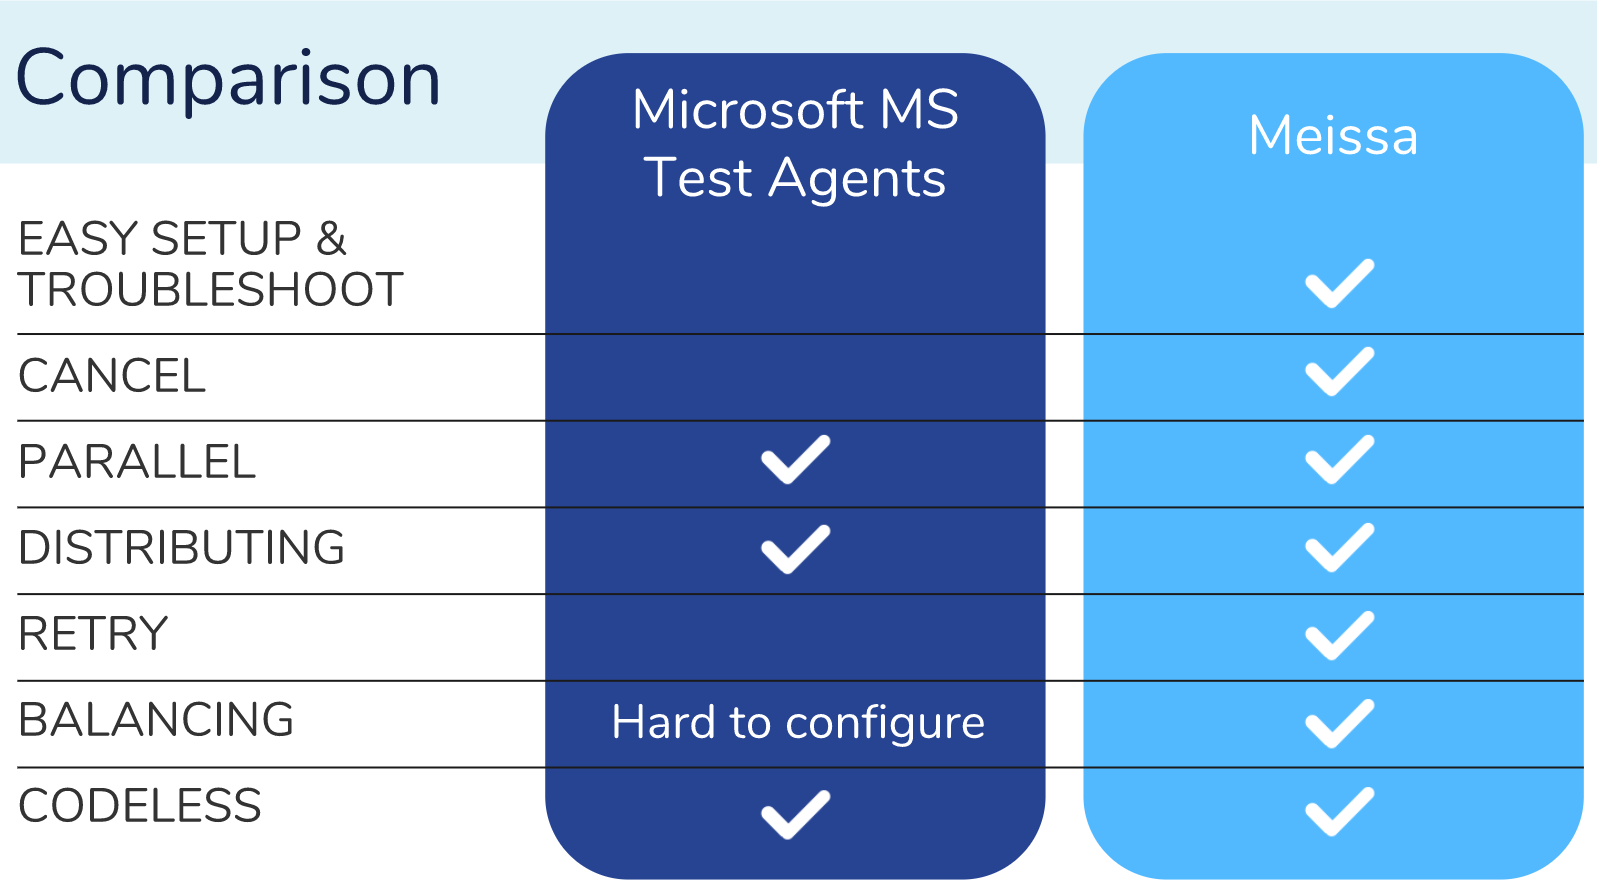 Comparison
Microsoft MS
Test Agents
Meissa
EASY SETUP &
TROUBLESHOOT
CANCEL
PARALLEL
DISTRIBUTING
RETRY
BALANCING
Hard to configure
CODELESS